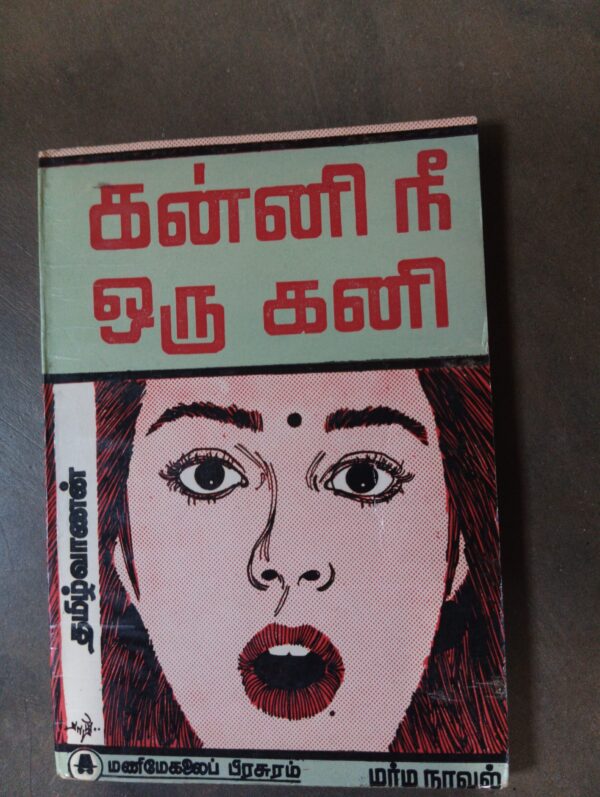 கன்னி நீ
ஒரு கனி
தமிழ்வாணன்
மணிமேகலைப் பிரசுரம்
மர்ம நாவல்